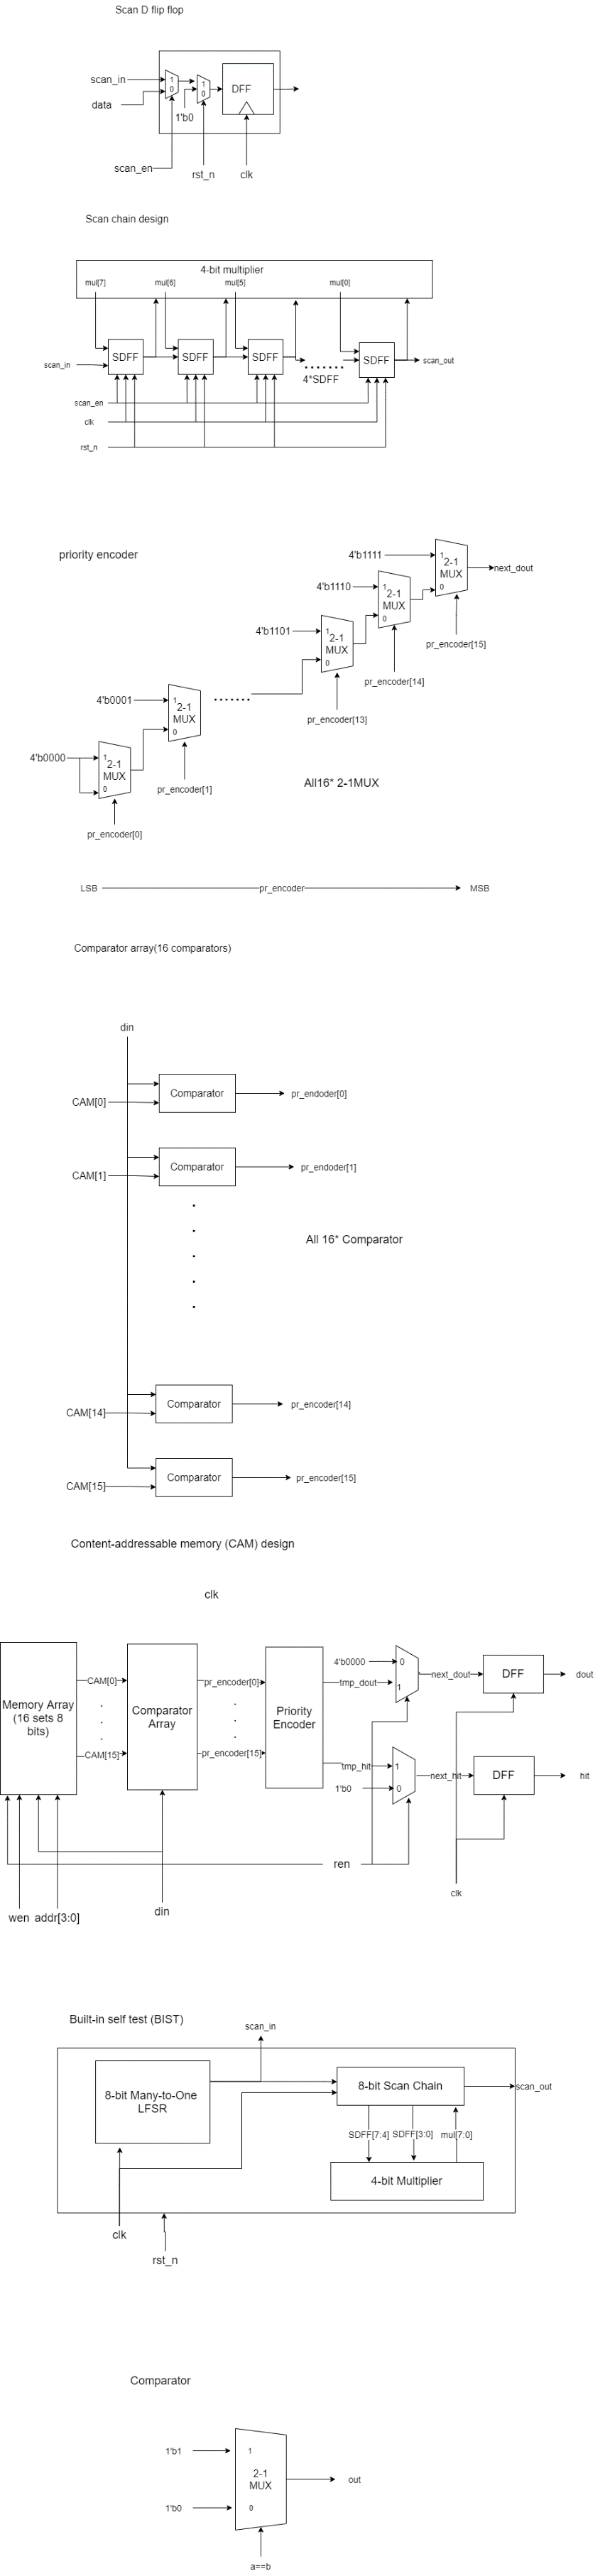 Scan D flip flop
scan_in
1
0
data
1
0
DFF
1'b0
scan_en
rst_n
clk
Scan chain design
4-bit multiplier
mul[7]
mul[6]
mul[5]
mul[0]
scan_in
SDFF
SDFF
SDFF
4*SDFF
SDFF
scan_out
scan_en
clk
rst_n
priority encoder
4'b1111
1
2-1
MUX
0
next_dout
4'b1110
1
2-1
MUX
0
pr_encoder[15]
4'b1101
1
2-1
MUX
0
pr_encoder[14]
4'b0001
1
2-1
MUX
0
pr_encoder[13]
4'b0000
1
2-1
MUX
0
pr_encoder[1]
All16* 2-1MUX
pr_encoder[0]
LSB
pr_encoder
MSB
Comparator array(16 comparators)
din
Comparator
pr_endoder[0]
CAM[0]
Comparator
pr_endoder[1]
CAM[1]
All 16* Comparator
Comparator
pr_encoder[14]
CAM[14]
Comparator
pr_encoder[15]
CAM[15]
Content-addressable memory (CAM) design
clk
Memory Array
(16 sets 8
bits)
CAM[0]
CAM[15]
Comparator
Array
pr_encoder[0]
pr_encoder[15]
Priority
Encoder
4'b0000
tmp_dout
0
1
next_dout
DFF
dout
tmp_hit
1'b0
1
0
next_hit
DFF
hit
ren
clk
wen
addr[3:0]
din
Built-in self test (BIST)
scan_in
8-bit Many-to-One
LFSR
8-bit Scan Chain
scan_out
SDFF[7:4]
SDFF[3:0]
mul[7:0]
4-bit Multiplier
clk
rst_n
Comparator
1'b1
1
2-1
MUX
out
1'b0
0
a==b